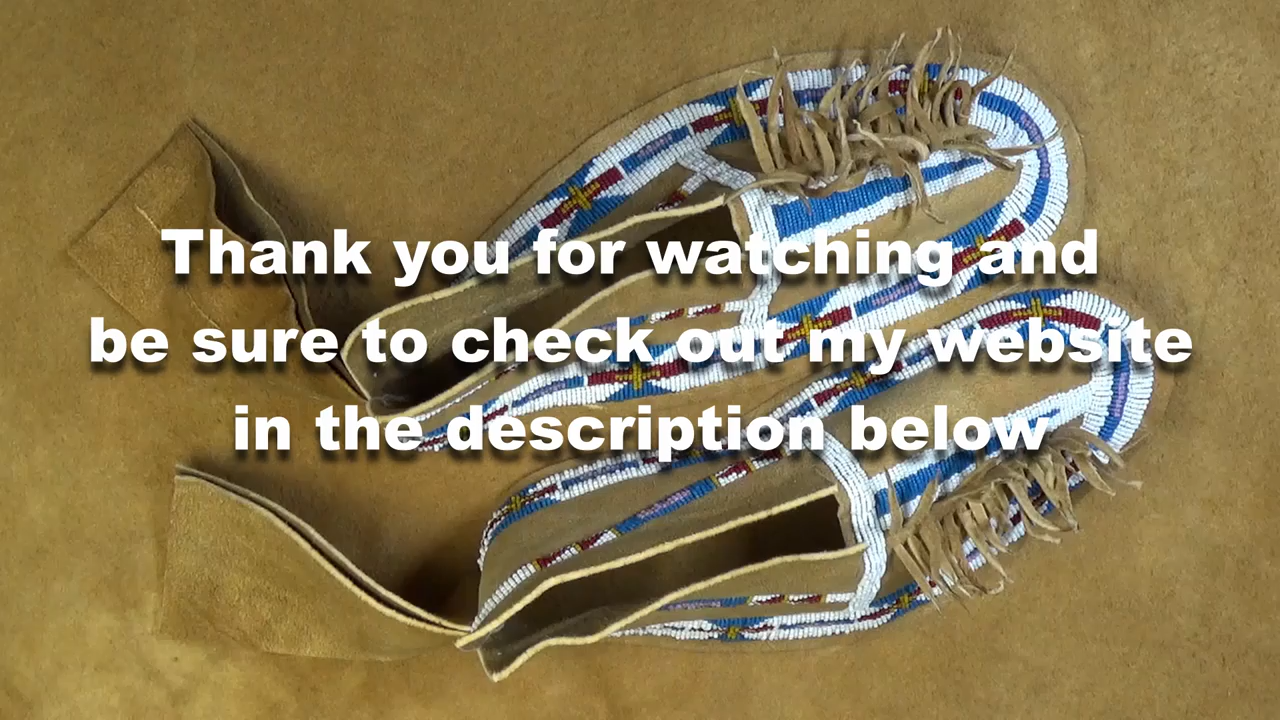 Thank you for watching and
be sure to check out my website
in the description below